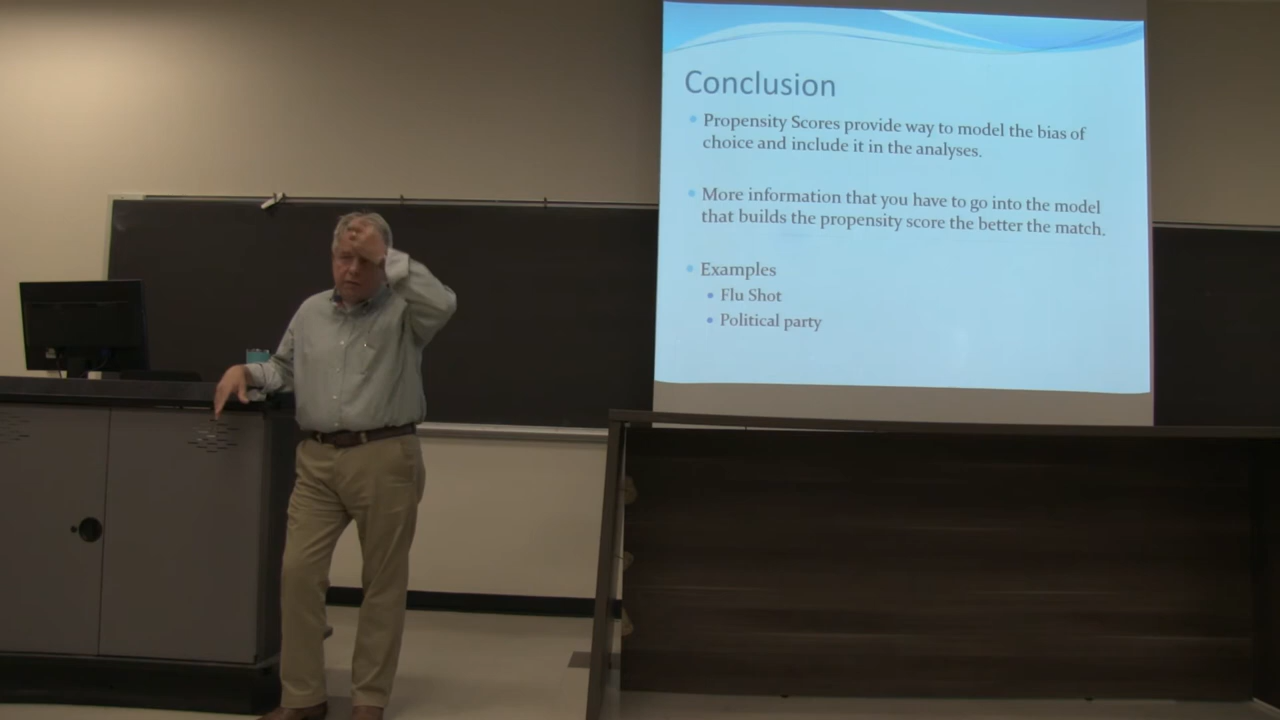 Conclusion
Propensity Scores provide way to model the bias of
choice and include it in the analyses.
More information that you have to go into the model
that builds the propensity score the better the match.
Examples
Flu Shot
Political party